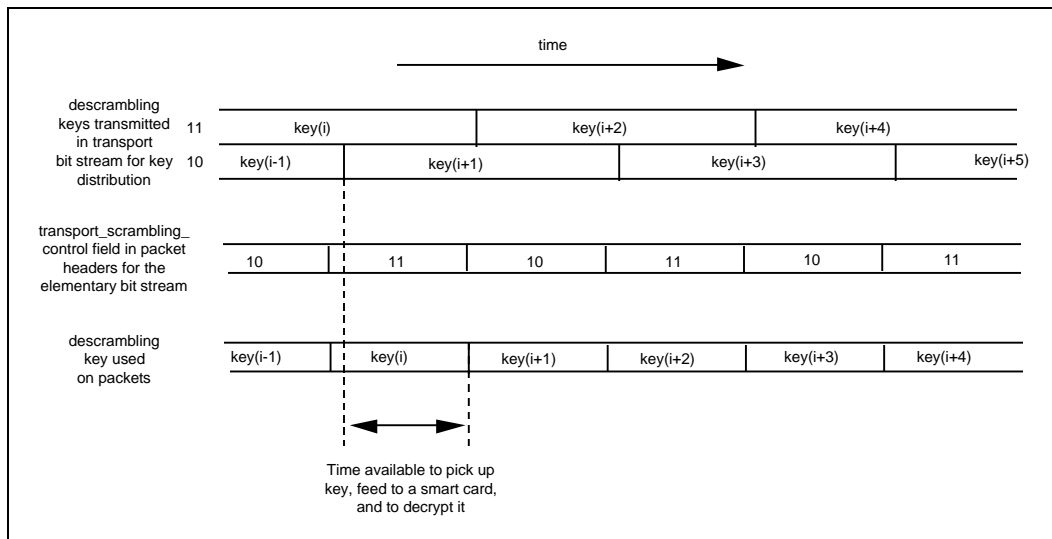 time
descrambling
keys transmitted
in transport
bit stream for key
distribution
11
key(i)
key(i+2)
key(i+4)
10
key(i-1)
key(i+1)
key(i+3)
key(i+5)
transport_scrambling_
control field in packet
headers for the
elementary bit stream
10
11
10
11
10
11
descrambling
key used
on packets
key(i-1)
key(i)
key(i+1)
key(i+2)
key(i+3)
key(i+4)
Time available to pick up
key, feed to a smart card,
and to decrypt it